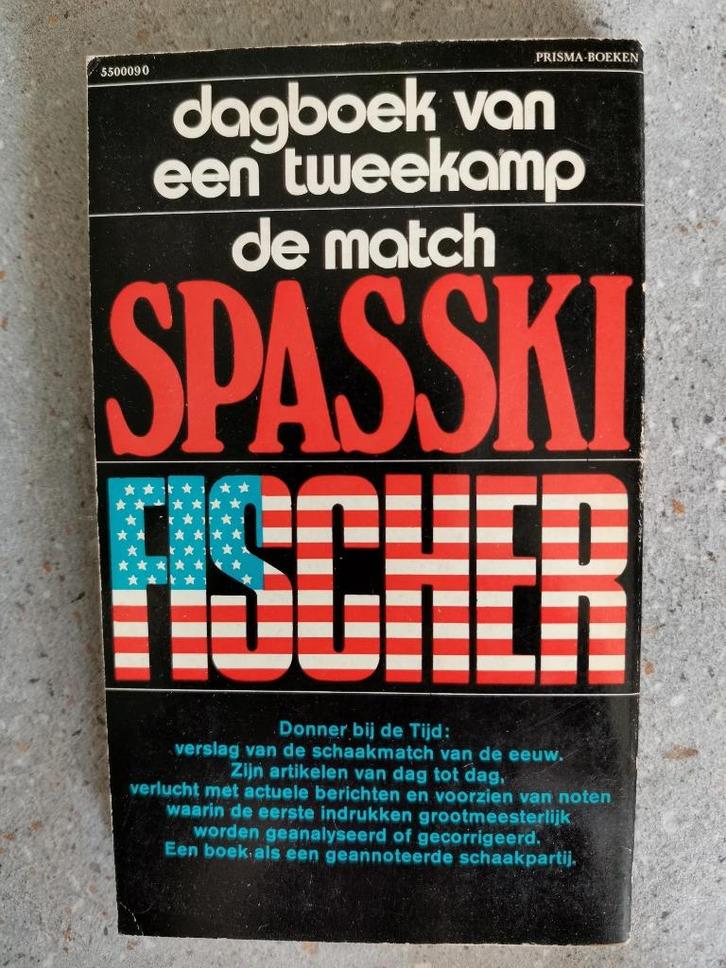 5500090
PRISMA-BOEKEN
dagboek van
een tweekamp
de match
SPASSKI
FISCHER
Donner bij de Tijd:
verslag van de schaakmatch van de eeuw.
Zijn artikelen van dag tot dag,
verlucht met actuele berichten en voorzien van noten
waarin de eerste indrukken grootmeesterlijk
worden geanalyseerd of gecorrigeerd.
Een boek als een geannoteerde schaakpartij.